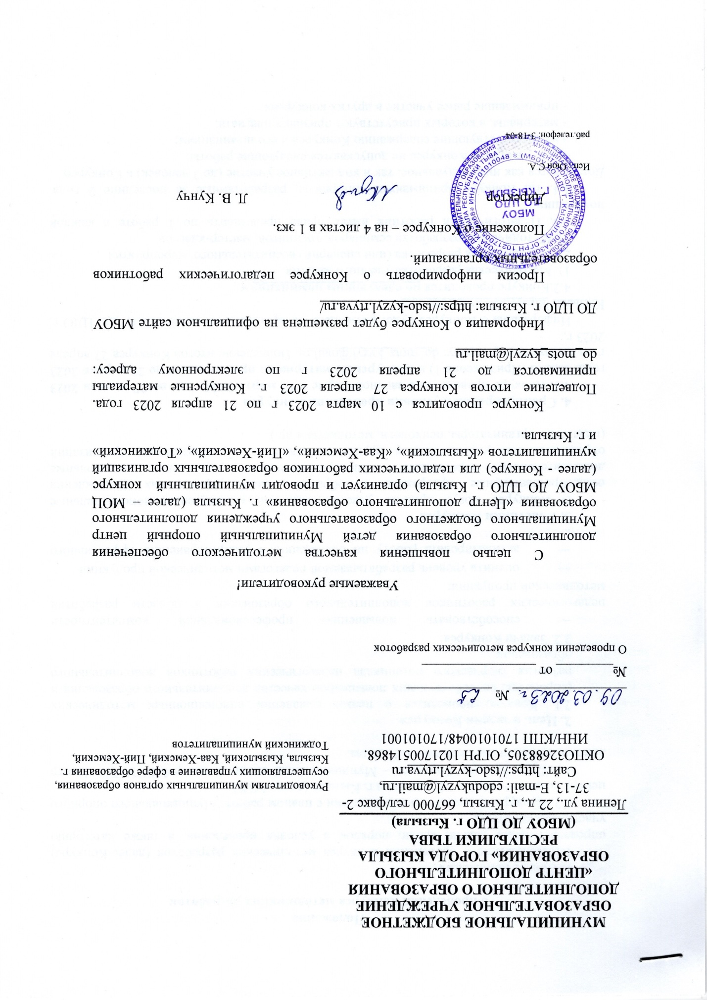 МУНИЦИПАЛЬНОЕ БЮДЖЕТНОЕ
ОБРАЗОВАТЕЛЬНОЕ УЧРЕЖДЕНИЕ
ДОПОЛНИТЕЛЬНОГО ОБРАЗОВАНИЯ
«ЦЕНТР ДОПОЛНИТЕЛЬНОГО
ОБРАЗОВАНИЯ» ГОРОДА КЫЗЫЛА
РЕСПУБЛИКИ ТЫВА
(МБОУ ДО ЦДО г. Кызыла)
Ленина ул., 22 д., г. Кызыл, 667000 тел/факс 2-
37-13, E-mail: cdodukyzyl@mail.ru,
Сайт: https://tsdo-kyzyl.rtyva.ru
ОКПО32688305, ОГРН 1021700514868.
ИНН/КПП 1701010048/170101001
Руководителям муниципальных органов образования,
осуществляющих управление в сфере образования г.
Кызыла, Кызылский, Каа-Хемский, Пий-Хемский,
Тоджинский муниципалитетов
09.03.2023г № 25
№ от
О проведении конкурса методических разработок
Уважаемые руководители!
С целью повышения качества методического обеспечения
дополнительного образования детей Муниципальный опорный центр
Муниципального бюджетного образовательного учреждения дополнительного
образования «Центр дополнительного образования» г. Кызыла (далее - МОЦ
МБОУ ДО ЦДО г. Кызыла) организует и проводит муниципальный конкурс
(далее - Конкурс) для педагогических работников образовательных организаций
муниципалитетов «Кызылский», «Каа-Хемский», «Пий-Хемский», «Тоджинский»
и г. Кызыла.
Конкурс проводится с 10 марта 2023 г по 21 апреля 2023 года.
Подведение итогов Конкурса 27 апреля 2023 г. Конкурсные материалы
принимаются до 21 апреля 2023 г по электронному адресу:
do_mots_kyzyl@mail.ru
Информация о Конкурсе будет размещена на официальном сайте МБОУ
ДО ЦДО г. Кызыла: https://tsdo-kyzyl.rtyva.ru/
Просим информировать о Конкурсе педагогических работников
образовательных организаций.
Положение о Конкурсе – на 4 листах в 1 экз.
Директор Л. В. Кунчу
МБОУ
ДО ЦДО
Г. КЫЗЫЛА
Исп. Оюн С.А.
раб.телефон: 3-18-04